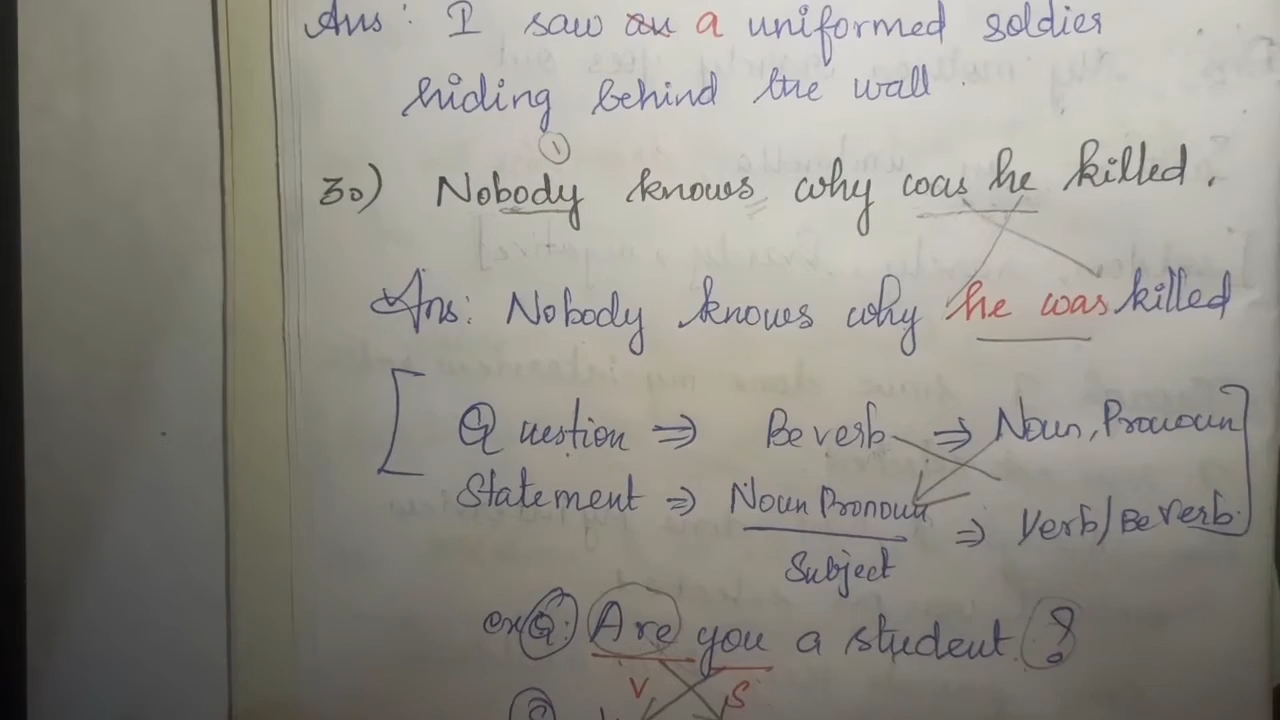 Ans: I saw an a uniformed soldier
hiding behind the wall.
①
30) Nobody knows why was he killed.
Ans: Nobody knows why he was killed
[ Question ⇒ Be verb ⇒ Noun, Pronoun ]
Statement ⇒ Noun Pronoun ⇒ Verb/Be verb.
Subject
ex Q: Are you a student ?
V S